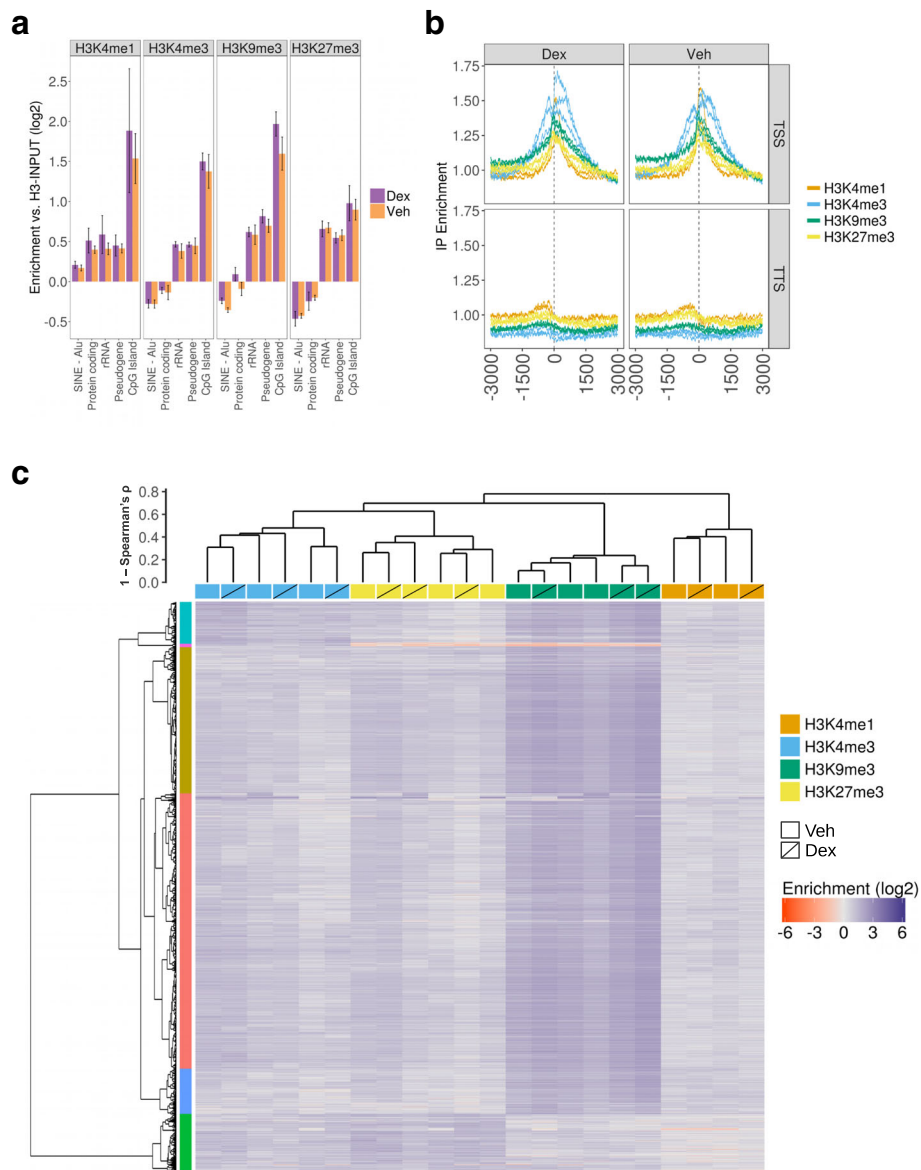 a
H3K4me1 H3K4me3 H3K9me3 H3K27me3
Enrichment vs. H3-INPUT (log2)
2.5
2.0
1.5
1.0
0.5
0.0
-0.5
SINE - Alu
Protein coding
rRNA
Pseudogene
CpG Island
SINE - Alu
Protein coding
rRNA
Pseudogene
CpG Island
SINE - Alu
Protein coding
rRNA
Pseudogene
CpG Island
SINE - Alu
Protein coding
rRNA
Pseudogene
CpG Island
Dex
Veh
b
Dex Veh
IP Enrichment
1.75
1.50
1.25
1.00
TSS
1.75
1.50
1.25
1.00
TTS
-3000 -1500 0 1500 3000
-3000 -1500 0 1500 3000
H3K4me1
H3K4me3
H3K9me3
H3K27me3
c
1 – Spearman's ρ
0.8
0.6
0.4
0.2
0.0
H3K4me1
H3K4me3
H3K9me3
H3K27me3
Veh
Dex
Enrichment (log2)
-6 -3 0 3 6